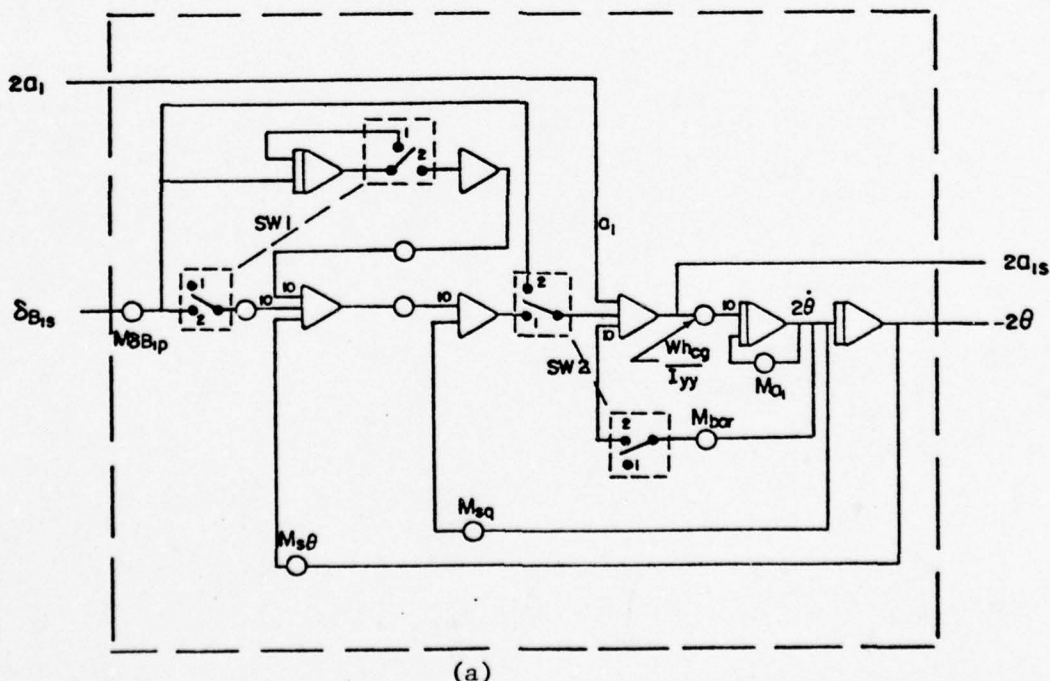 2a₁
1
2
2
SW1
a₁
2a₁s
1
2
δB₁s
10
10
10
1
10
10
2θ̇
-2θ
MδB₁p
SW2
Whcg
Iyy
Ma₁
2
1
Mbar
Msq
Msθ
(a)